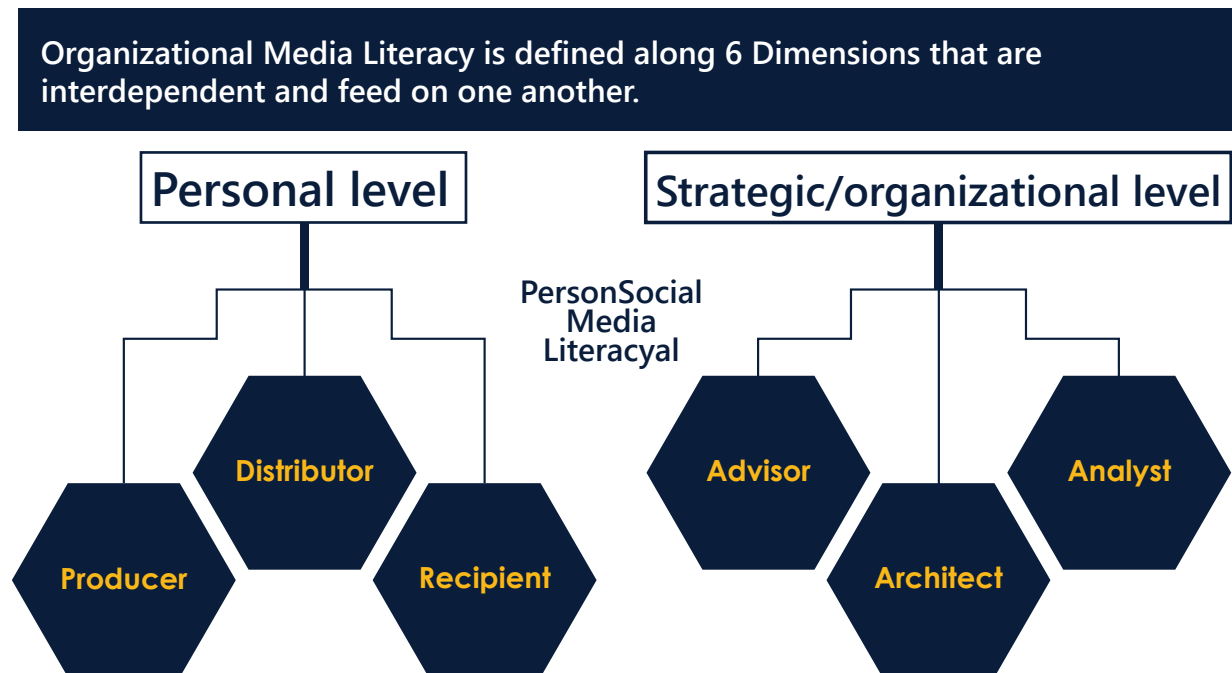 Organizational Media Literacy is defined along 6 Dimensions that are
interdependent and feed on one another.
Personal level
Strategic/organizational level
PersonSocial
Media
Literacyal
Distributor
Producer
Recipient
Advisor
Analyst
Architect